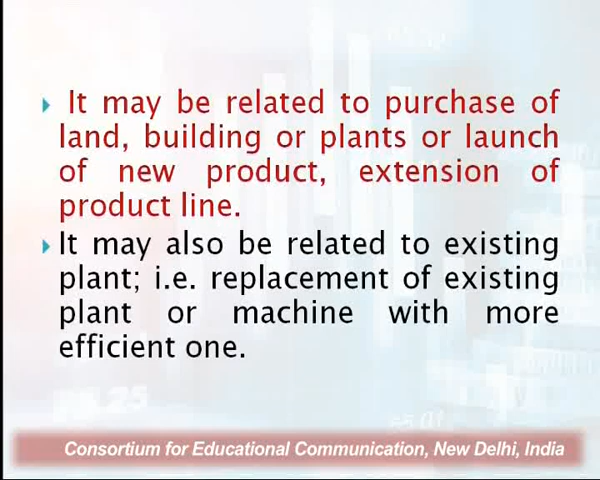 It may be related to purchase of
land, building or plants or launch
of new product, extension of
product line.
It may also be related to existing
plant; i.e. replacement of existing
plant or machine with more
efficient one.
Consortium for Educational Communication, New Delhi, India